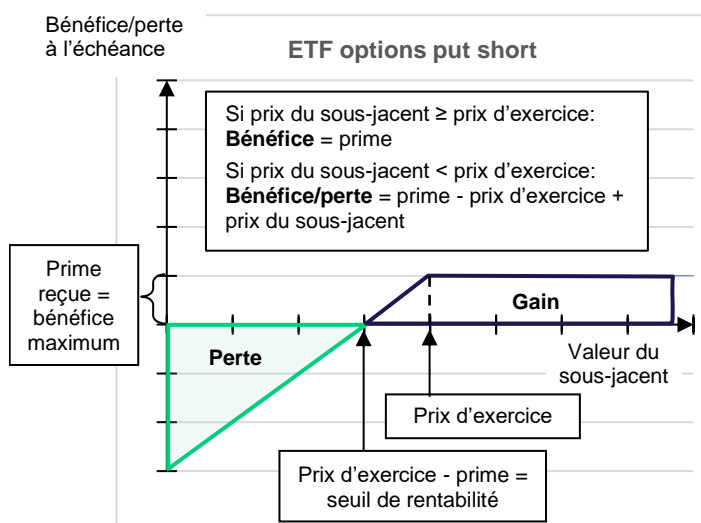 Bénéfice/perte
à l'échéance
ETF options put short
Si prix du sous-jacent ≥ prix d'exercice:
Bénéfice = prime
Si prix du sous-jacent < prix d'exercice:
Bénéfice/perte = prime - prix d'exercice +
prix du sous-jacent
Prime
reçue =
bénéfice
maximum
Gain
Perte
Valeur du
sous-jacent
Prix d'exercice
Prix d'exercice - prime =
seuil de rentabilité